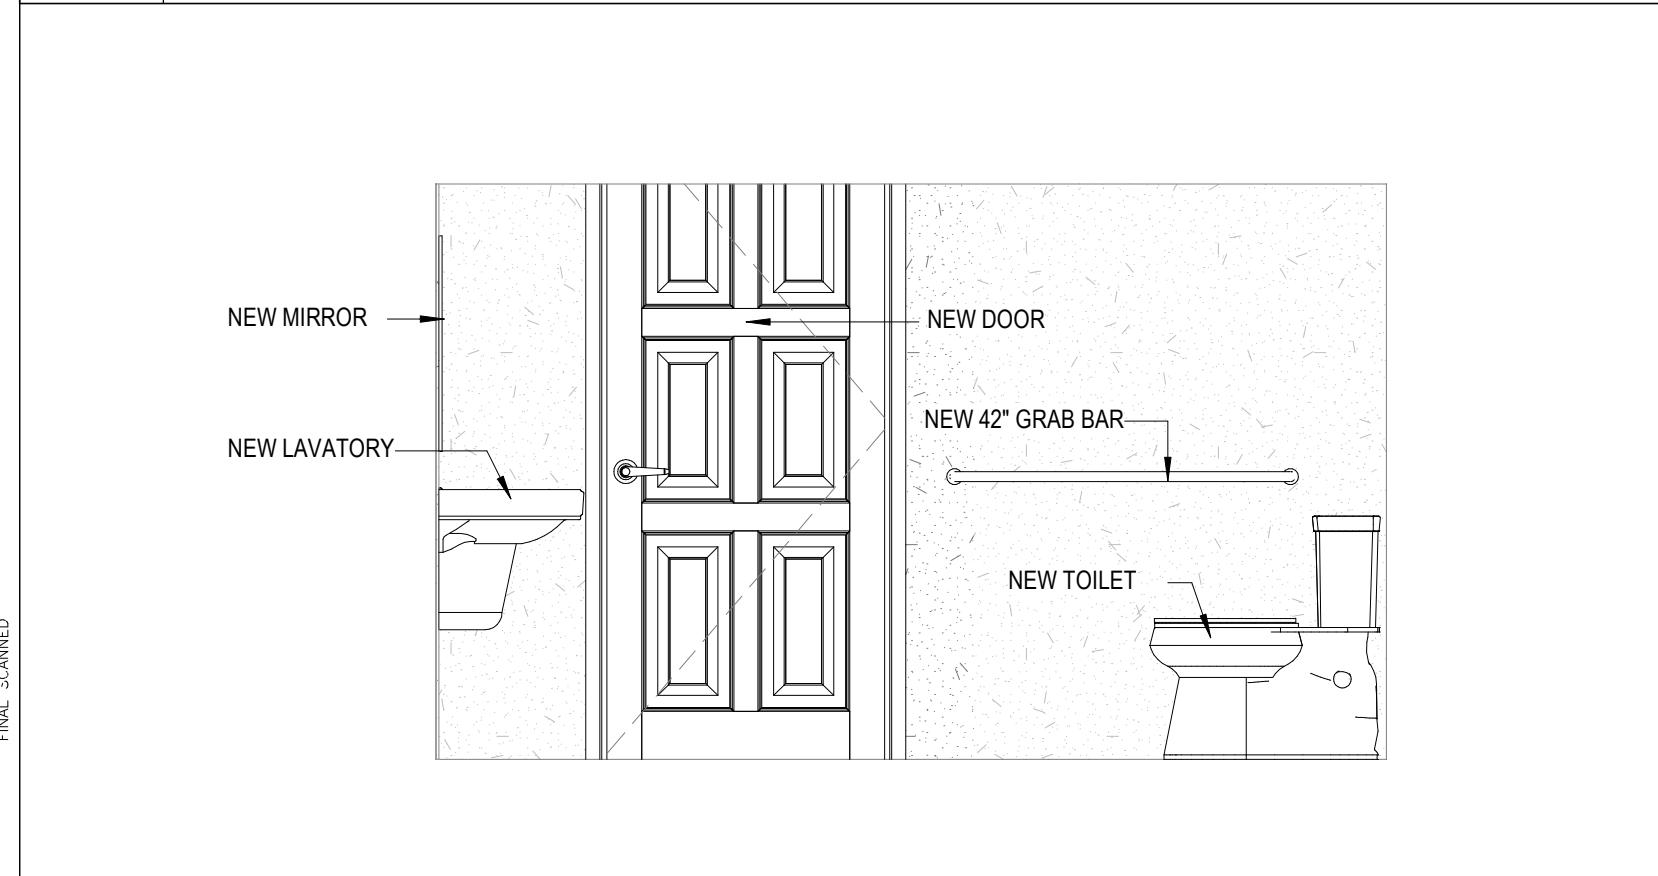 NEW MIRROR
NEW DOOR
NEW 42" GRAB BAR
NEW LAVATORY
NEW TOILET
FINAL SCANNED